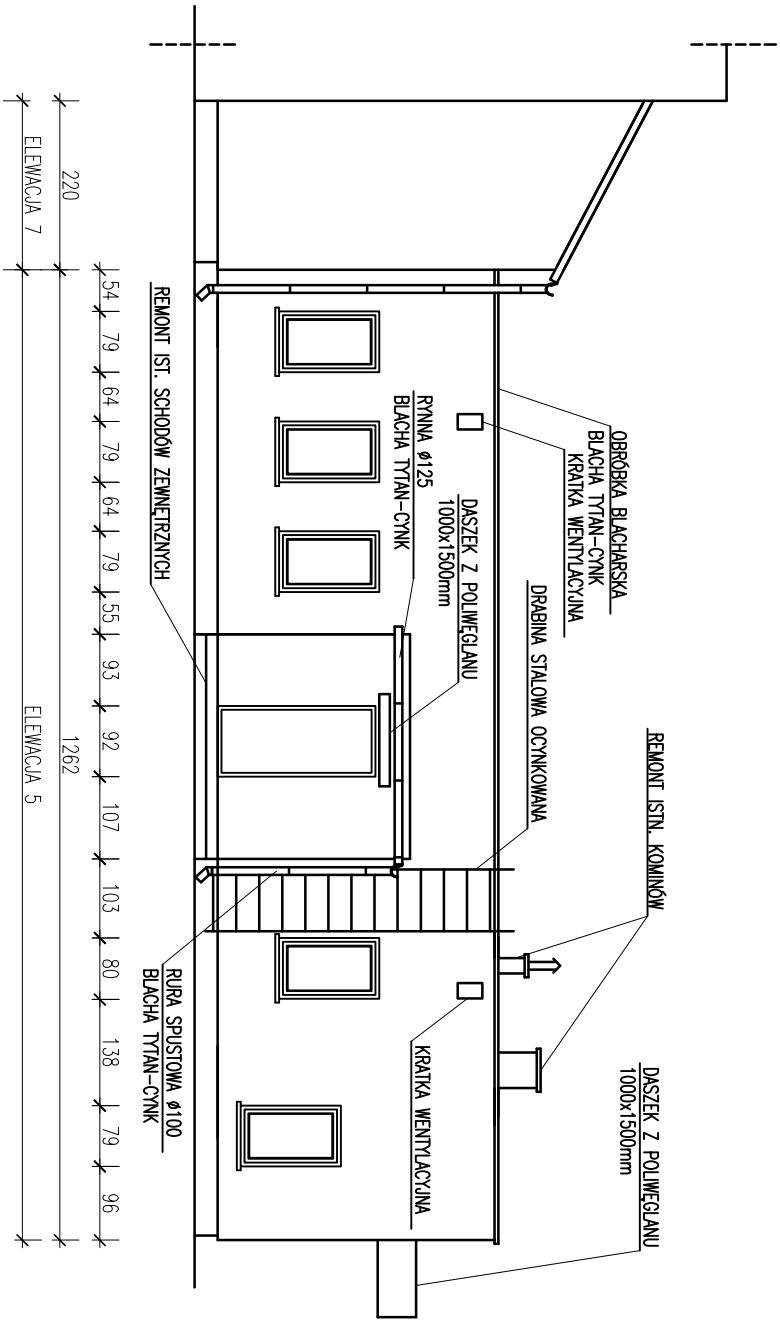 OBRÓBKA BLACHARSKA
BLACHA TYTAN-CYNK
KRATKA WENTYLACYJNA
DRABINA STALOWA OCYNKOWANA
REMONT ISTN. KOMINÓW
DASZEK Z POLIWĘGLANU
1000x1500mm
RYNNA ø125
BLACHA TYTAN-CYNK
DASZEK Z POLIWĘGLANU
1000x1500mm
KRATKA WENTYLACYJNA
REMONT IST. SCHODÓW ZEWNĘTRZNYCH
RURA SPUSTOWA ø100
BLACHA TYTAN-CYNK
54 79 64 79 64 79 55 93 92 107 103 80 138 79 96
220 1262
ELEWACJA 7 ELEWACJA 5